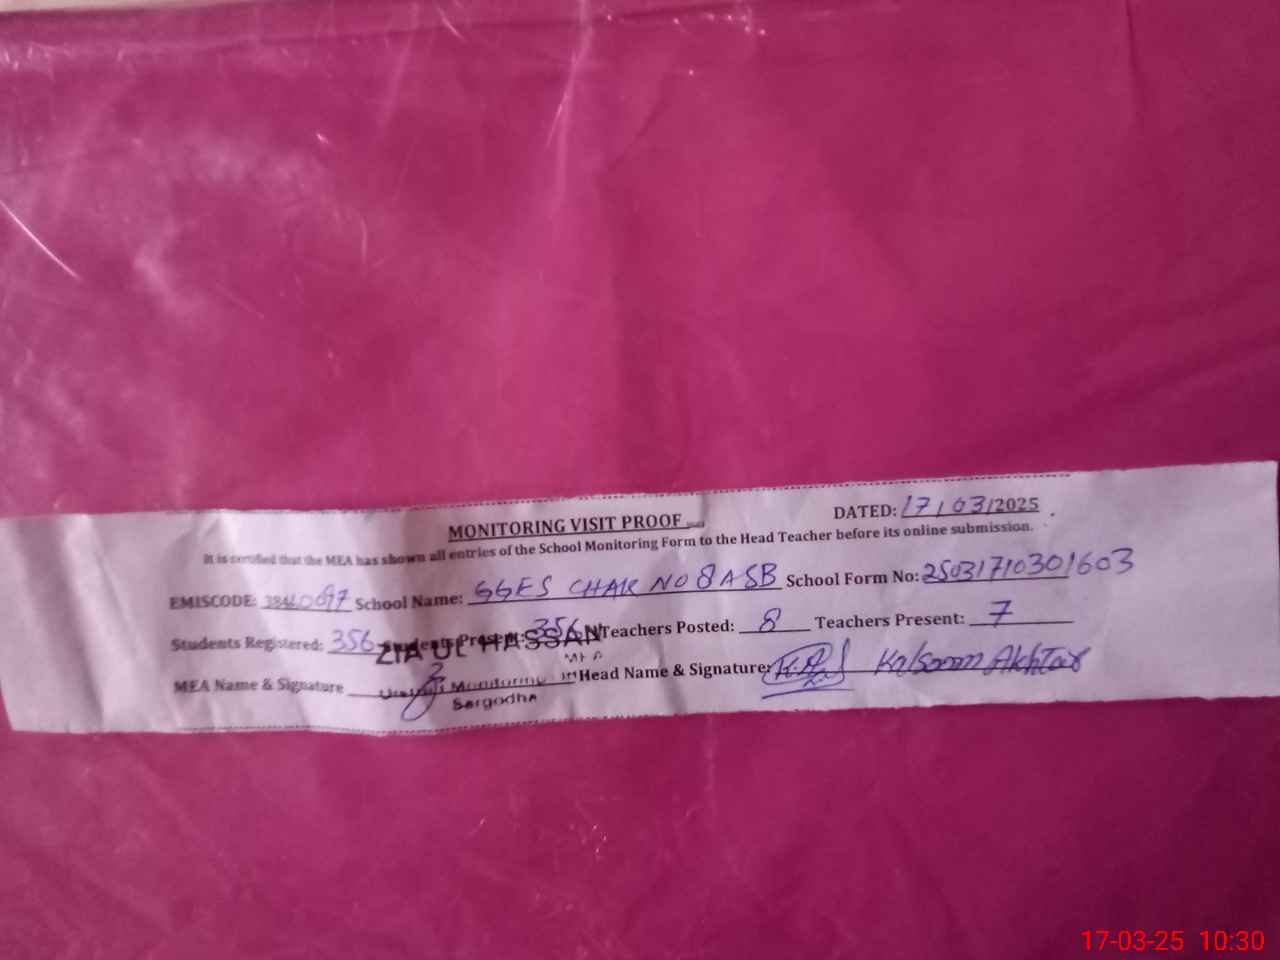 MONITORING VISIT PROOF
DATED: 17/03/2025
It is certified that the MEA has shown all entries of the School Monitoring Form to the Head Teacher before its online submission.
EMISCODE: School Name: GGES CHAK NO 8 A SB School Form No: 25031710301603
Students Registered: 356 Students Present: 356 Teachers Posted: 8 Teachers Present: 7
ZIA UL HASSAN
MEA
MEA Name & Signature Head Name & Signature: Kalsoom Akhtar
Monitoring
Sargodha
17-03-25 10:30